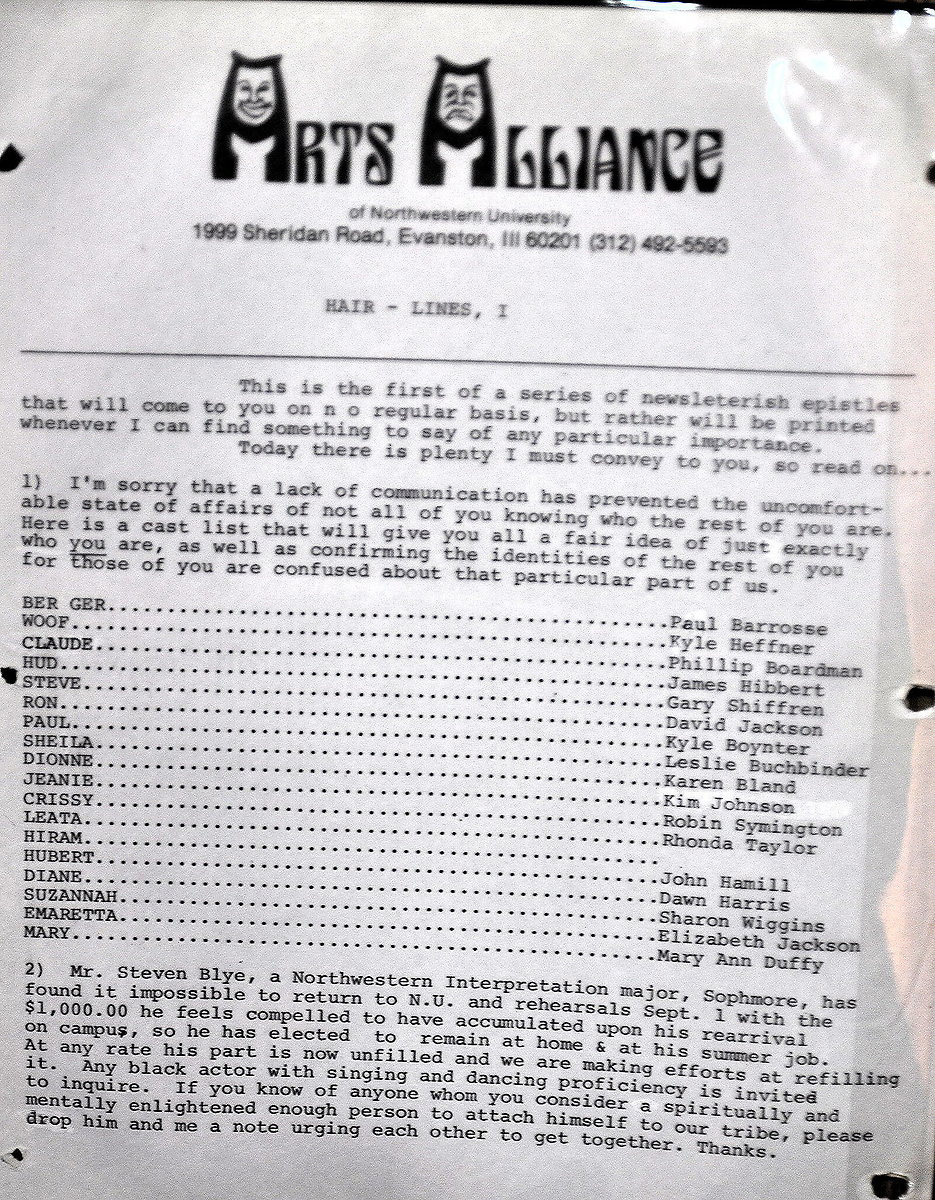 ARTS ALLIANCE
of Northwestern University
1999 Sheridan Road, Evanston, Ill 60201 (312) 492-5593
HAIR - LINES, I
This is the first of a series of newsleterish epistles
that will come to you on n o regular basis, but rather will be printed
whenever I can find something to say of any particular importance.
Today there is plenty I must convey to you, so read on...
1) I'm sorry that a lack of communication has prevented the uncomfort-
able state of affairs of not all of you knowing who the rest of you are.
Here is a cast list that will give you all a fair idea of just exactly
who you are, as well as confirming the identities of the rest of you
for those of you are confused about that particular part of us.
BER GER.......................................................Paul Barrosse
WOOF..........................................................Kyle Heffner
CLAUDE........................................................Phillip Boardman
HUD...........................................................James Hibbert
STEVE.........................................................Gary Shiffren
RON...........................................................David Jackson
PAUL..........................................................Kyle Boynter
SHEILA........................................................Leslie Buchbinder
DIONNE........................................................Karen Bland
JEANIE........................................................Kim Johnson
CRISSY........................................................Robin Symington
LEATA.........................................................Rhonda Taylor
HIRAM.........................................................
HUBERT........................................................John Hamill
DIANE.........................................................Dawn Harris
SUZANNAH......................................................Sharon Wiggins
EMARETTA......................................................Elizabeth Jackson
MARY..........................................................Mary Ann Duffy
2) Mr. Steven Blye, a Northwestern Interpretation major, Sophmore, has
found it impossible to return to N.U. and rehearsals Sept. 1 with the
$1,000.00 he feels compelled to have accumulated upon his rearrival
on campus, so he has elected to remain at home & at his summer job.
At any rate his part is now unfilled and we are making efforts at refilling
it. Any black actor with singing and dancing proficiency is invited
to inquire. If you know of anyone whom you consider a spiritually and
mentally enlightened enough person to attach himself to our tribe, please
drop him and me a note urging each other to get together. Thanks.